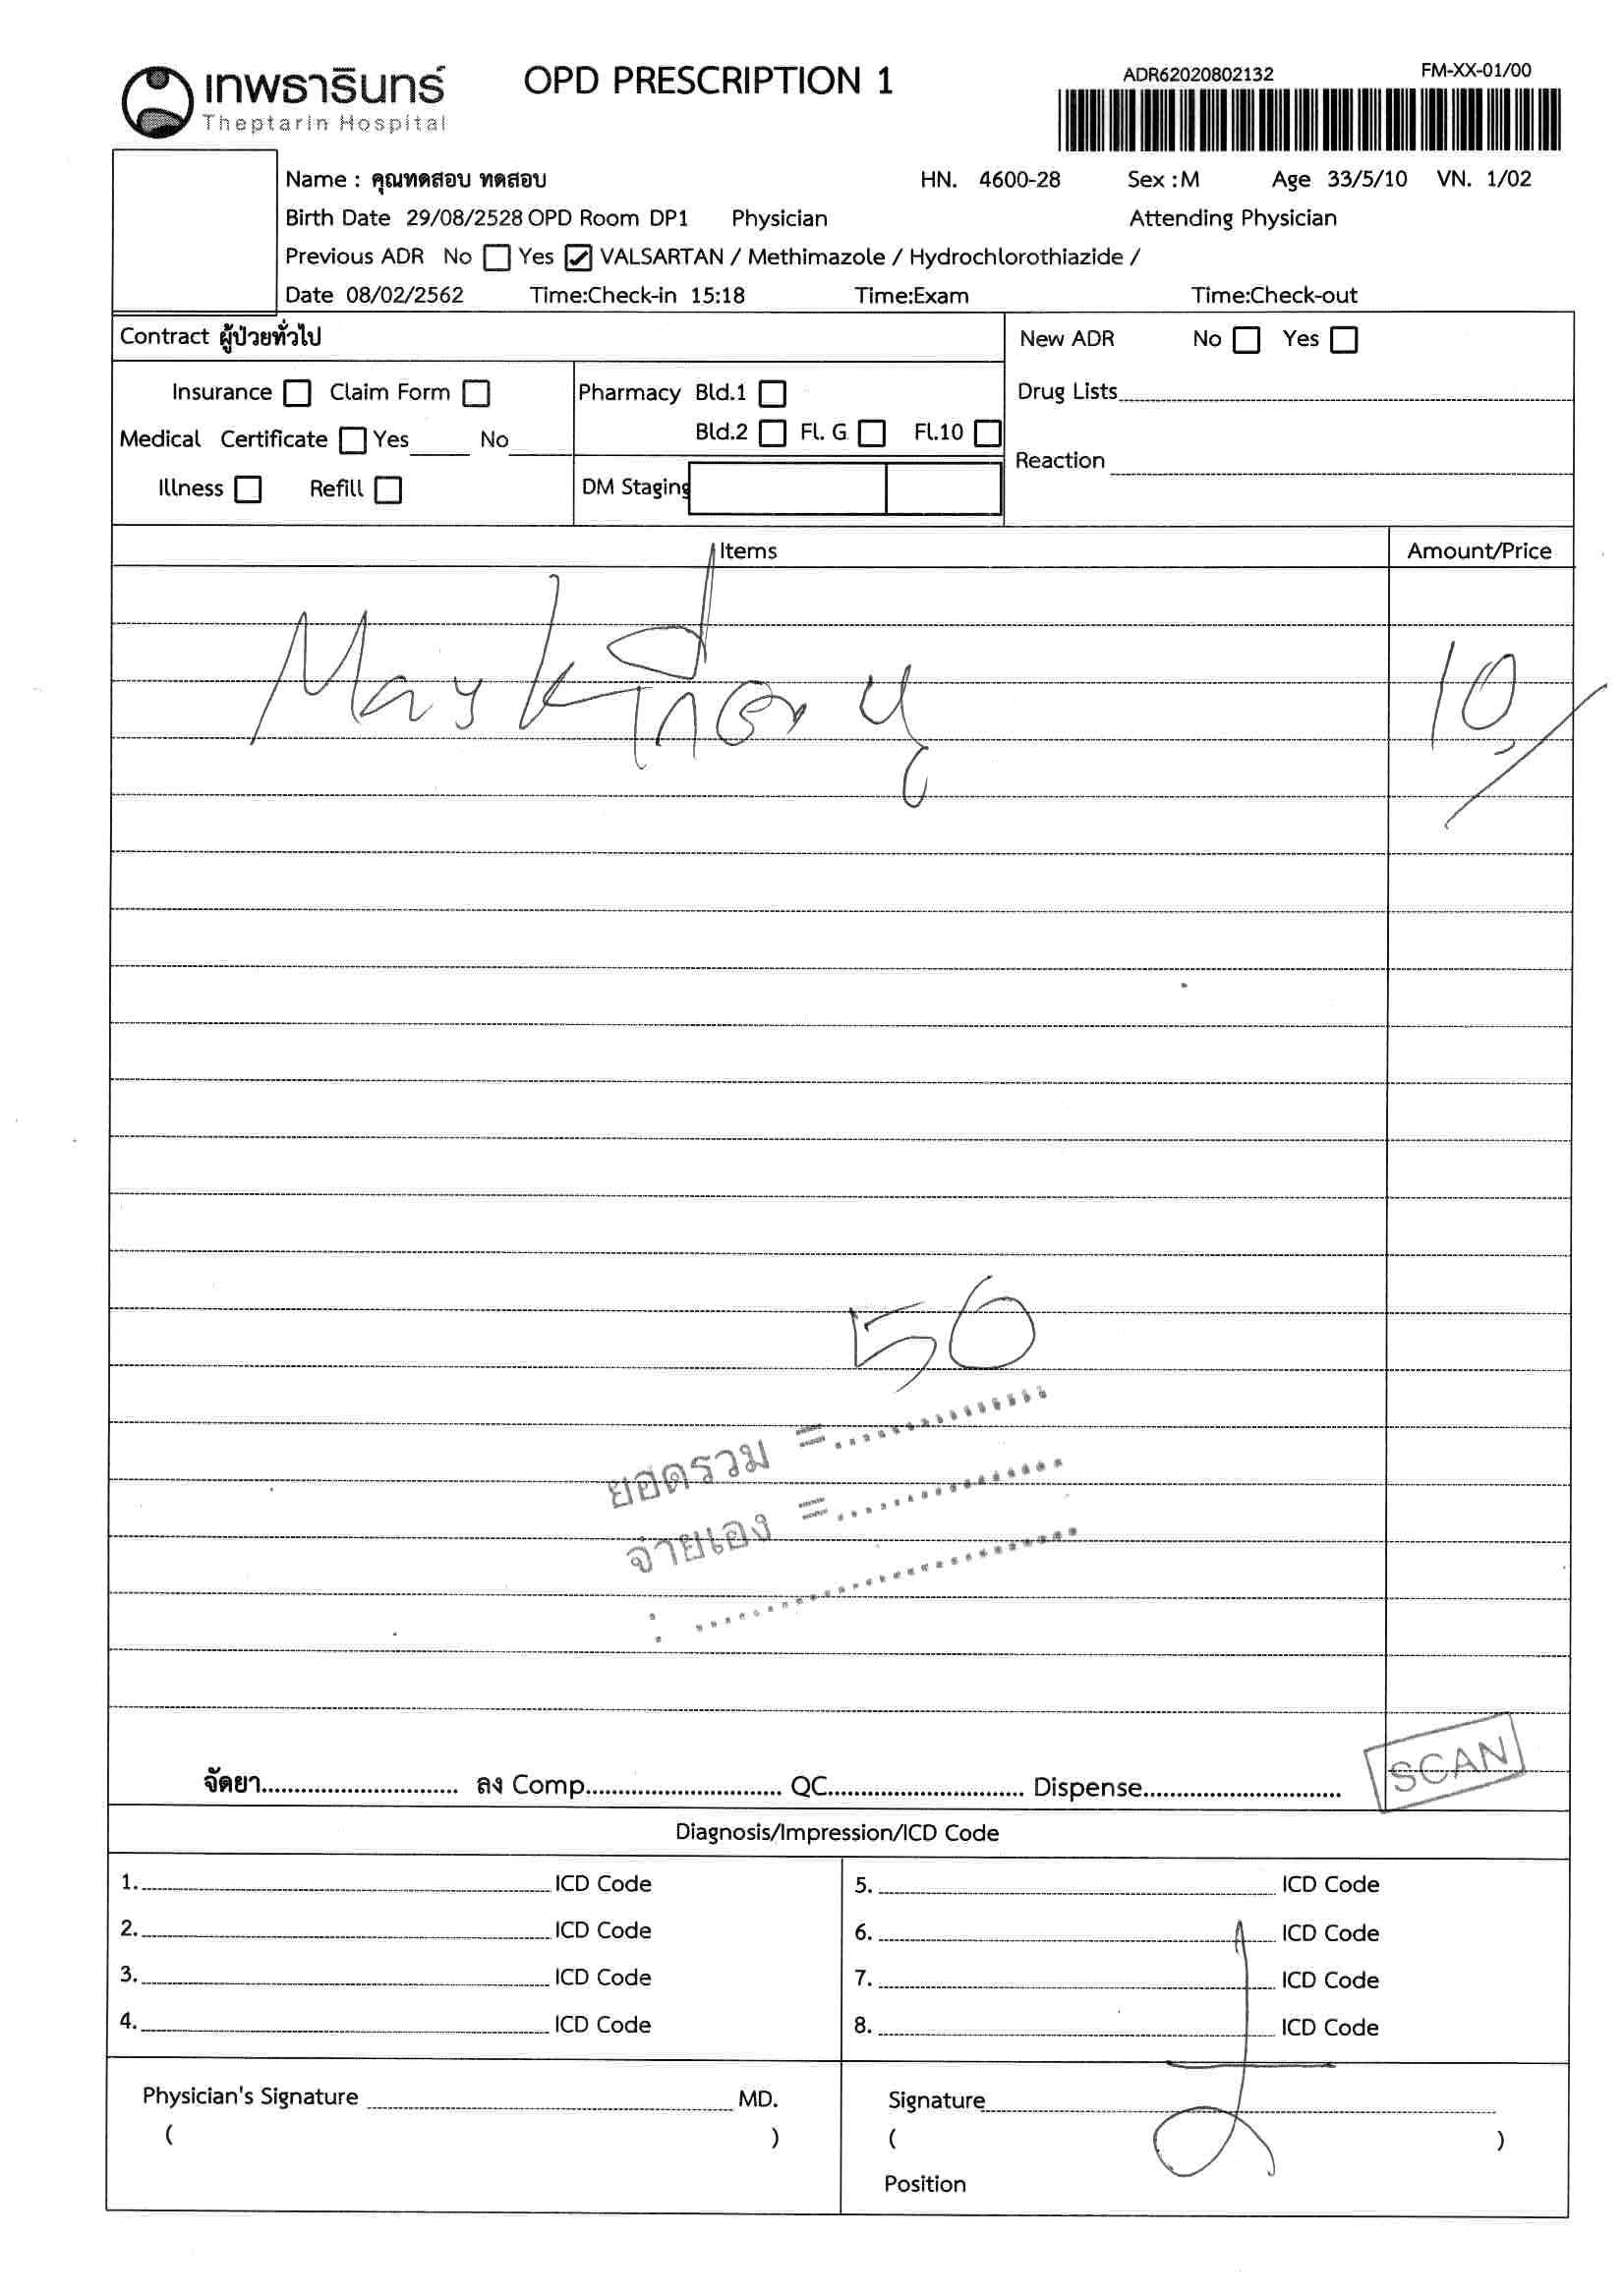 เทพธารินทร์
Theptarin Hospital
OPD PRESCRIPTION 1
ADR62020802132
FM-XX-01/00
Name : คุณทดสอบ ทดสอบ HN. 4600-28 Sex :M Age 33/5/10 VN. 1/02
Birth Date 29/08/2528 OPD Room DP1 Physician Attending Physician
Previous ADR No Yes VALSARTAN / Methimazole / Hydrochlorothiazide /
Date 08/02/2562 Time:Check-in 15:18 Time:Exam Time:Check-out
Contract ผู้ป่วยทั่วไป
New ADR No Yes
Insurance Claim Form
Pharmacy Bld.1
Drug Lists
Medical Certificate Yes No
Bld.2 Fl. G Fl.10
Reaction
Illness Refill
DM Staging
Items Amount/Price
Mask
10
50
ยอดรวม =
จ่ายเอง =
:
SCAN
จัดยา ลง Comp QC Dispense
Diagnosis/Impression/ICD Code
1. ICD Code 5. ICD Code
2. ICD Code 6. ICD Code
3. ICD Code 7. ICD Code
4. ICD Code 8. ICD Code
Physician's Signature MD. Signature
( ) ( )
Position